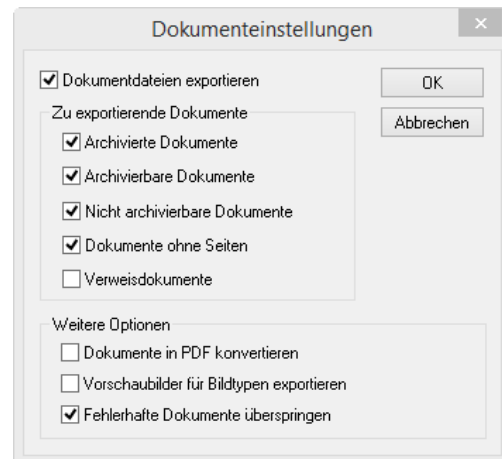 Dokumenteinstellungen
Dokumentdateien exportieren
OK
Zu exportierende Dokumente
Abbrechen
Archivierte Dokumente
Archivierbare Dokumente
Nicht archivierbare Dokumente
Dokumente ohne Seiten
Verweisdokumente
Weitere Optionen
Dokumente in PDF konvertieren
Vorschaubilder für Bildtypen exportieren
Fehlerhafte Dokumente überspringen